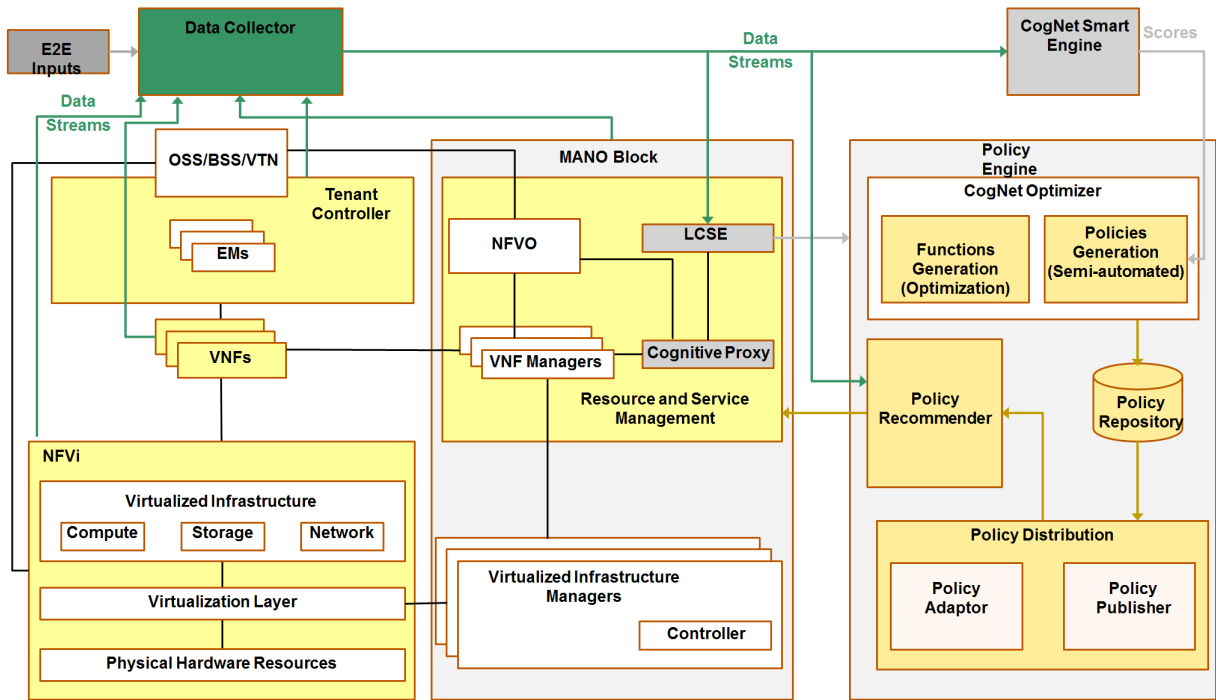 E2E
Inputs
Data Collector
Data
Streams
CogNet Smart
Engine
Scores
Data
Streams
OSS/BSS/VTN
Tenant
Controller
EMs
VNFs
MANO Block
NFVO
LCSE
VNF Managers
Cognitive Proxy
Resource and Service
Management
Policy
Engine
CogNet Optimizer
Functions
Generation
(Optimization)
Policies
Generation
(Semi-automated)
Policy
Recommender
Policy
Repository
NFVi
Virtualized Infrastructure
Compute
Storage
Network
Virtualization Layer
Physical Hardware Resources
Virtualized Infrastructure
Managers
Controller
Policy Distribution
Policy
Adaptor
Policy
Publisher